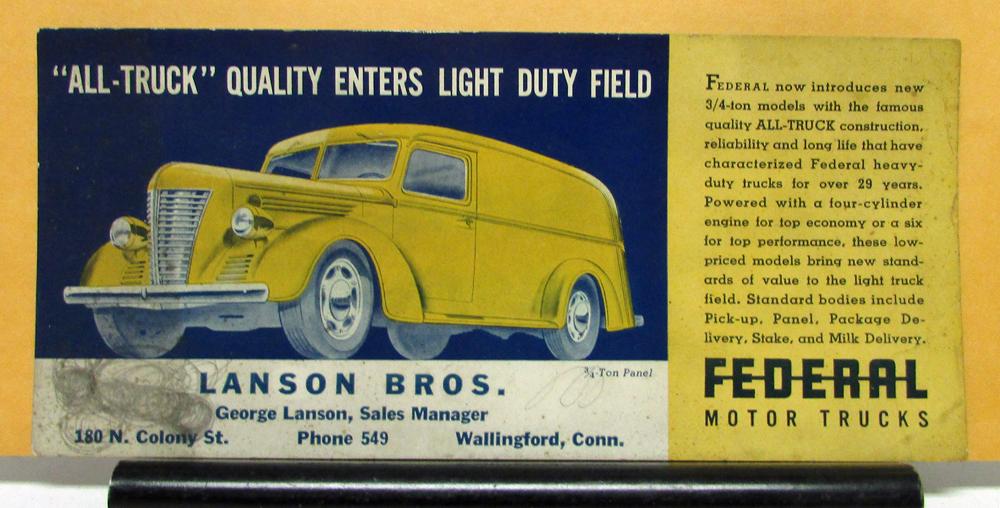 "ALL-TRUCK" QUALITY ENTERS LIGHT DUTY FIELD
¾-Ton Panel
LANSON BROS.
George Lanson, Sales Manager
180 N. Colony St. Phone 549 Wallingford, Conn.
FEDERAL now introduces new
3/4-ton models with the famous
quality ALL-TRUCK construction,
reliability and long life that have
characterized Federal heavy-
duty trucks for over 29 years.
Powered with a four-cylinder
engine for top economy or a six
for top performance, these low-
priced models bring new stand-
ards of value to the light truck
field. Standard bodies include
Pick-up, Panel, Package De-
livery, Stake, and Milk Delivery.
FEDERAL
MOTOR TRUCKS